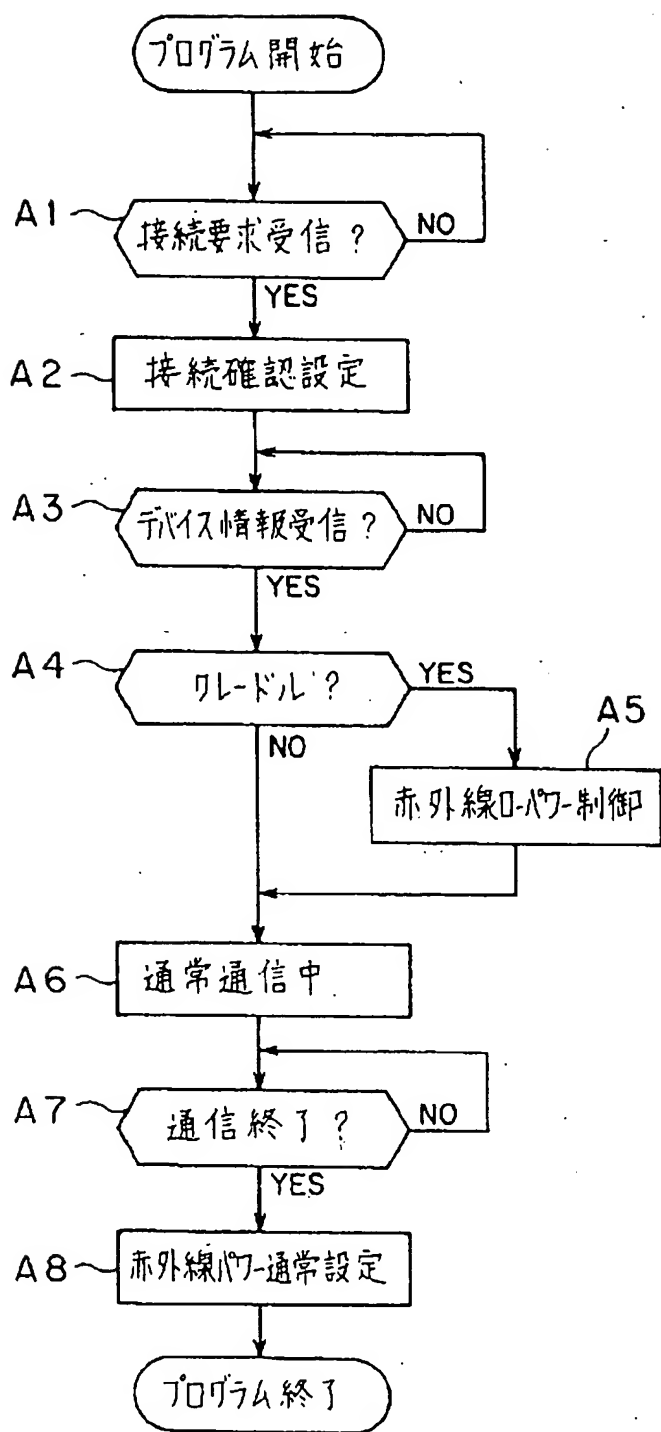 プログラム開始
A1
接続要求受信?
NO
YES
A2
接続確認設定
A3
デバイス情報受信?
NO
YES
A4
クレードル?
YES
NO
A5
赤外線ローパワー制御
A6
通常通信中
A7
通信終了?
NO
YES
A8
赤外線パワー通常設定
プログラム終了